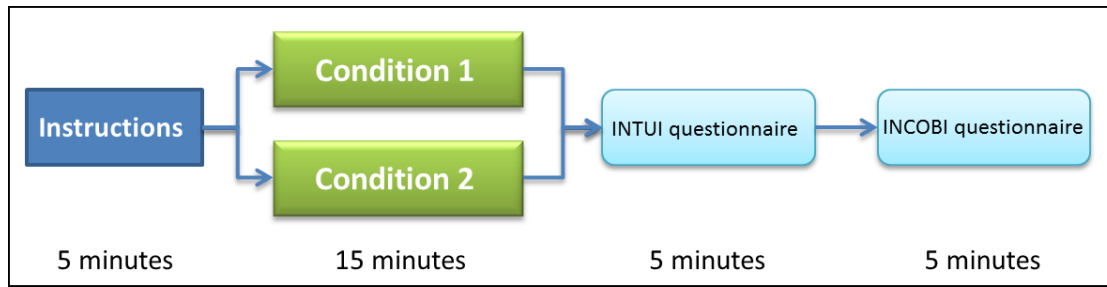 Instructions
Condition 1
Condition 2
INTUI questionnaire
INCOBI questionnaire
5 minutes
15 minutes
5 minutes
5 minutes